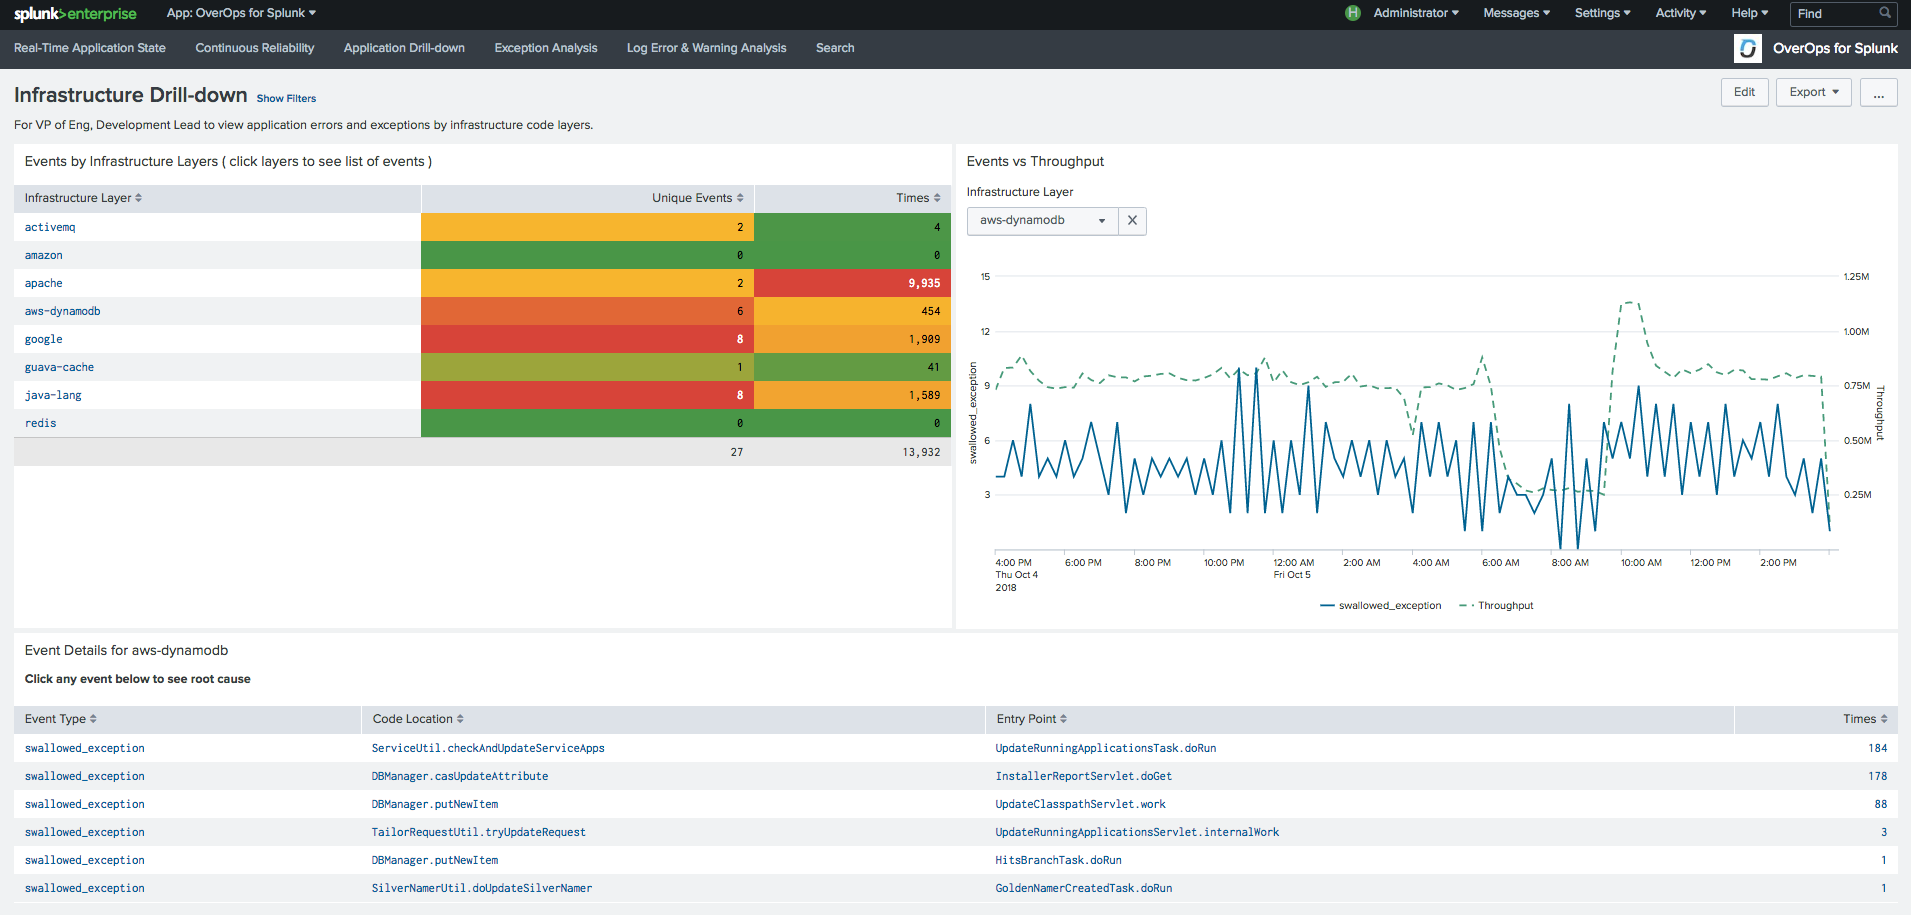 splunk>enterprise App: OverOps for Splunk Administrator Messages Settings Activity Help Find
Real-Time Application State Continuous Reliability Application Drill-down Exception Analysis Log Error & Warning Analysis Search OverOps for Splunk
H
Infrastructure Drill-down Show Filters Edit Export ...
For VP of Eng, Development Lead to view application errors and exceptions by infrastructure code layers.
Events by Infrastructure Layers ( click layers to see list of events )
Infrastructure Layer Unique Events Times
activemq 2 4
amazon 0 0
apache 2 9,935
aws-dynamodb 6 454
google 8 1,909
guava-cache 1 41
java-lang 8 1,589
redis 0 0
27 13,932
Events vs Throughput
Infrastructure Layer
aws-dynamodb
15 1.25M
12 1.00M
9 0.75M
6 0.50M
3 0.25M
swallowed_exception
Throughput
4:00 PM 6:00 PM 8:00 PM 10:00 PM 12:00 AM 2:00 AM 4:00 AM 6:00 AM 8:00 AM 10:00 AM 12:00 PM 2:00 PM
Thu Oct 4 Fri Oct 5
2018
swallowed_exception Throughput
Event Details for aws-dynamodb
Click any event below to see root cause
Event Type Code Location Entry Point Times
swallowed_exception ServiceUtil.checkAndUpdateServiceApps UpdateRunningApplicationsTask.doRun 184
swallowed_exception DBManager.casUpdateAttribute InstallerReportServlet.doGet 178
swallowed_exception DBManager.putNewItem UpdateClasspathServlet.work 88
swallowed_exception TailorRequestUtil.tryUpdateRequest UpdateRunningApplicationsServlet.internalWork 3
swallowed_exception DBManager.putNewItem HitsBranchTask.doRun 1
swallowed_exception SilverNamerUtil.doUpdateSilverNamer GoldenNamerCreatedTask.doRun 1